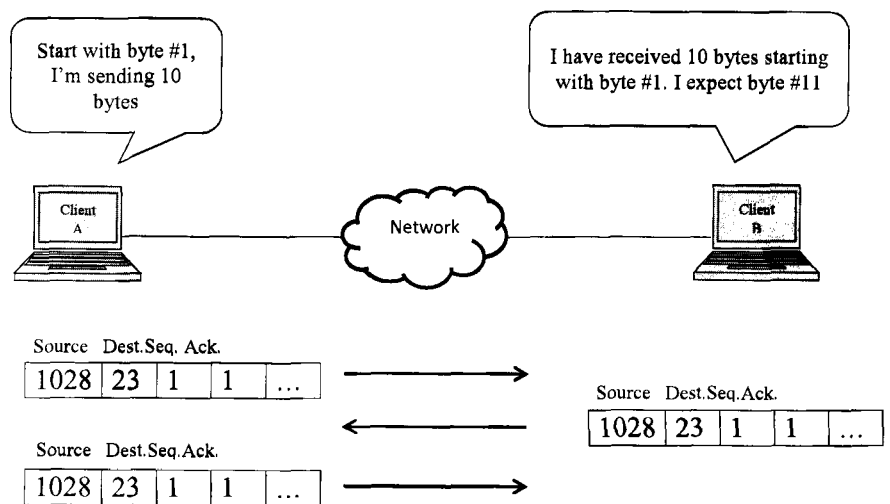 Start with byte #1,
I'm sending 10
bytes
I have received 10 bytes starting
with byte #1. I expect byte #11
Client
A
Network
Client
B
Source Dest.Seq. Ack.
1028 23 1 1 ...
Source Dest.Seq.Ack.
1028 23 1 1 ...
Source Dest.Seq.Ack.
1028 23 1 1 ...